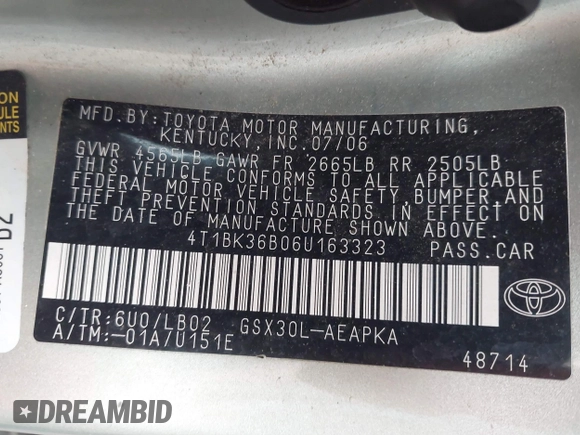 MFD.BY:TOYOTA MOTOR MANUFACTURING,
KENTUCKY,INC.07/06
GVWR 4565LB GAWR FR 2665LB RR 2505LB
THIS VEHICLE CONFORMS TO ALL APPLICABLE
FEDERAL MOTOR VEHICLE SAFETY,BUMPER,AND
THEFT PREVENTION STANDARDS IN EFFECT ON
THE DATE OF MANUFACTURE SHOWN ABOVE.
4T1BK36B06U163323 PASS.CAR
C/TR:6U0/LB02 GSX30L-AEAPKA
A/TM:-01A/U151E
48714
TOYOTA
DREAMBID